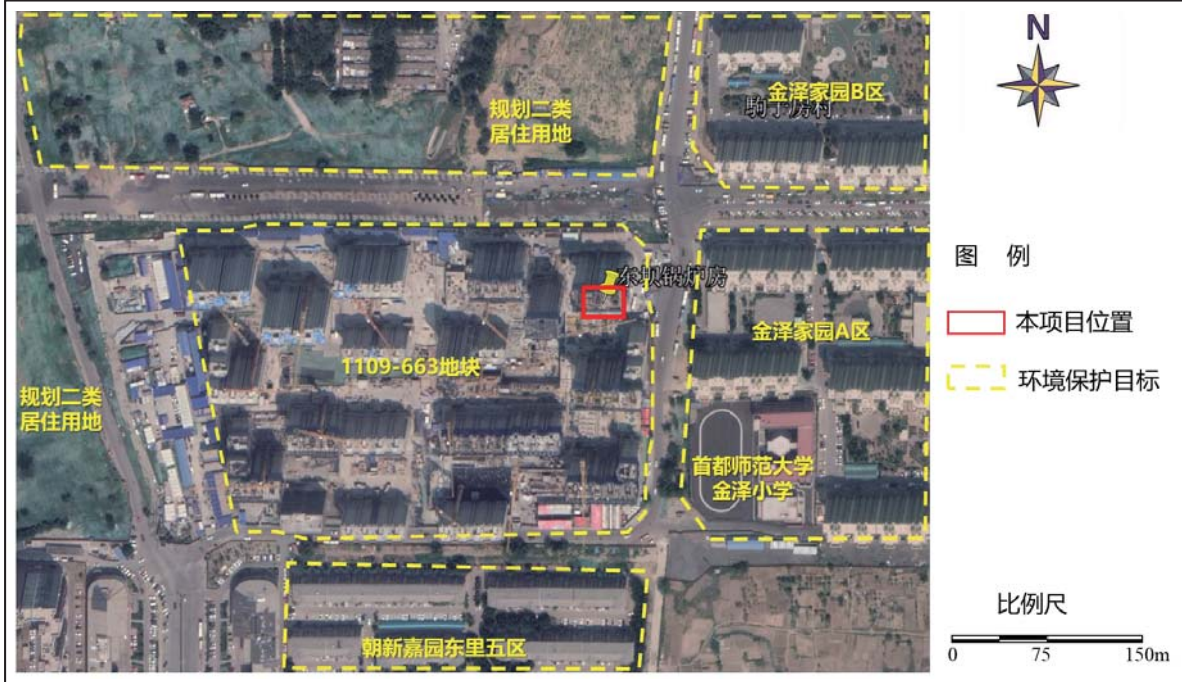 N
金泽家园B区
驹子房村
规划二类
居住用地
东坝锅炉房
图 例
本项目位置
环境保护目标
金泽家园A区
1109-663地块
规划二类
居住用地
首都师范大学
金泽小学
朝新嘉园东里五区
比例尺
0 75 150m